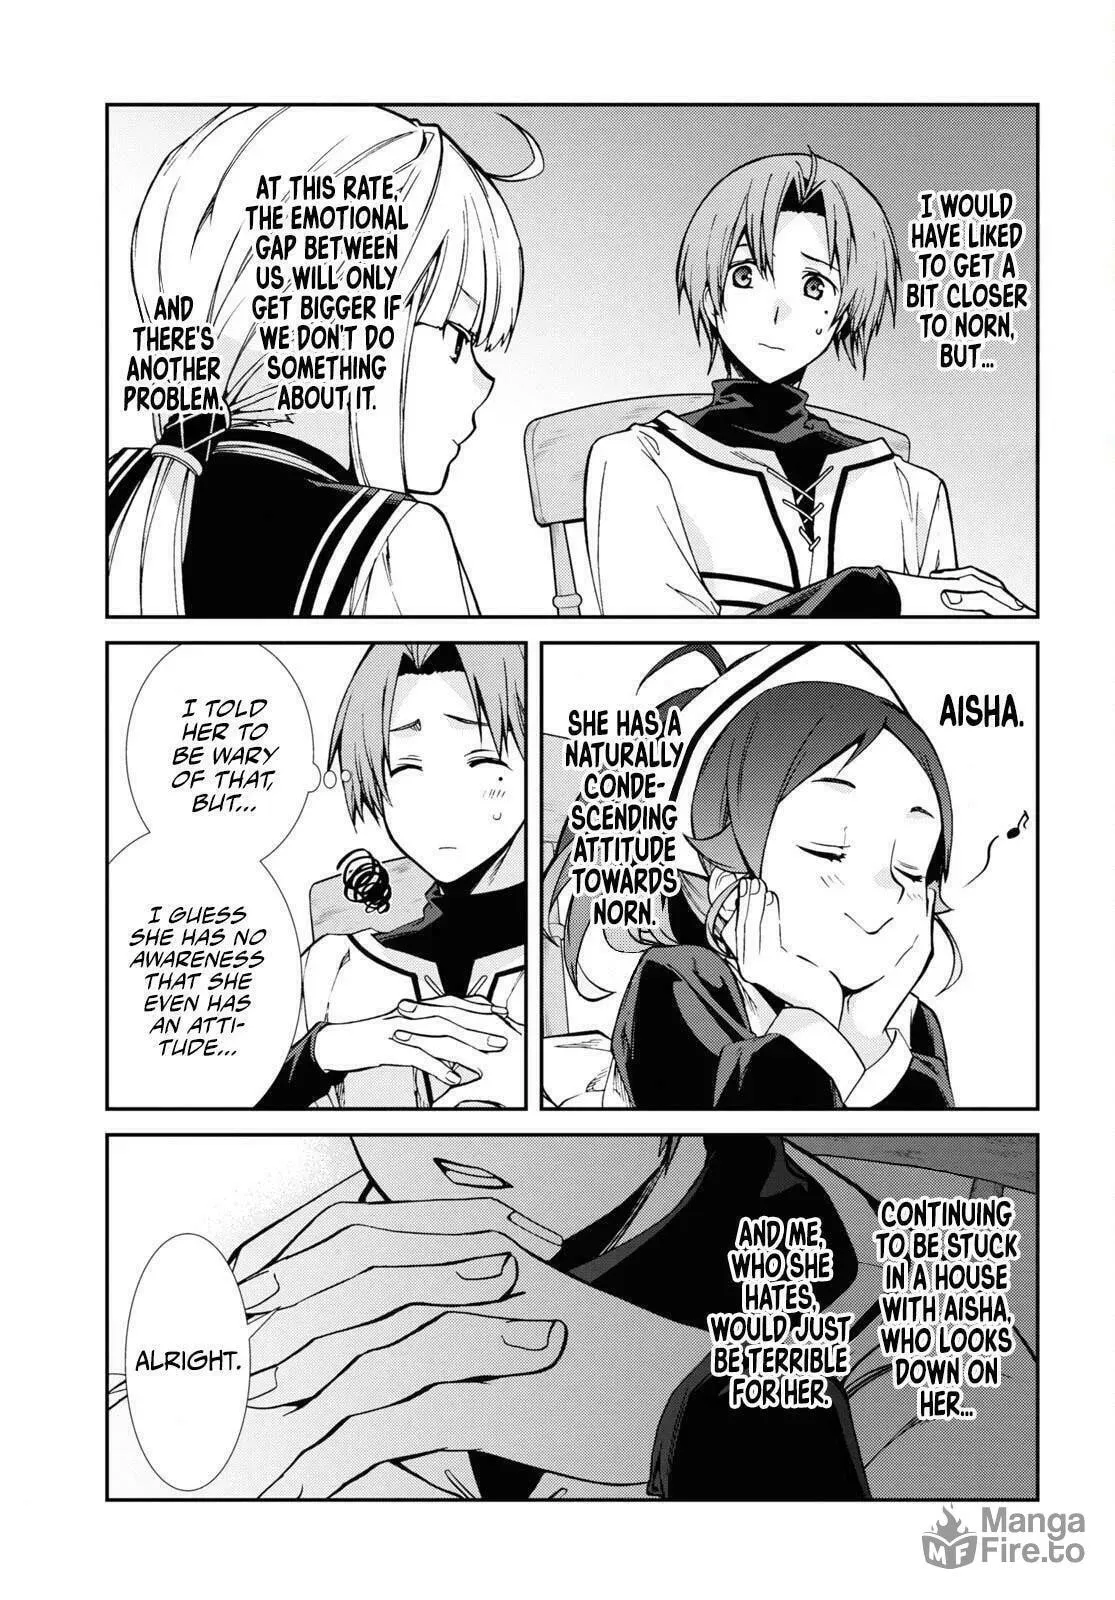 I WOULD
HAVE LIKED
TO GET A
BIT CLOSER
TO NORN,
BUT...
AT THIS RATE,
THE EMOTIONAL
GAP BETWEEN
US WILL ONLY
GET BIGGER IF
WE DON'T DO
SOMETHING
ABOUT IT.
AND
THERE'S
ANOTHER
PROBLEM.
AISHA.
SHE HAS A
NATURALLY
CONDE-
SCENDING
ATTITUDE
TOWARDS
NORN.
I TOLD
HER TO
BE WARY
OF THAT,
BUT...
I GUESS
SHE HAS NO
AWARENESS
THAT SHE
EVEN HAS
AN ATTI-
TUDE...
CONTINUING
TO BE STUCK
IN A HOUSE
WITH AISHA,
WHO LOOKS
DOWN ON
HER...
AND ME,
WHO SHE
HATES,
WOULD JUST
BE TERRIBLE
FOR HER.
ALRIGHT.
MF Manga
Fire.to